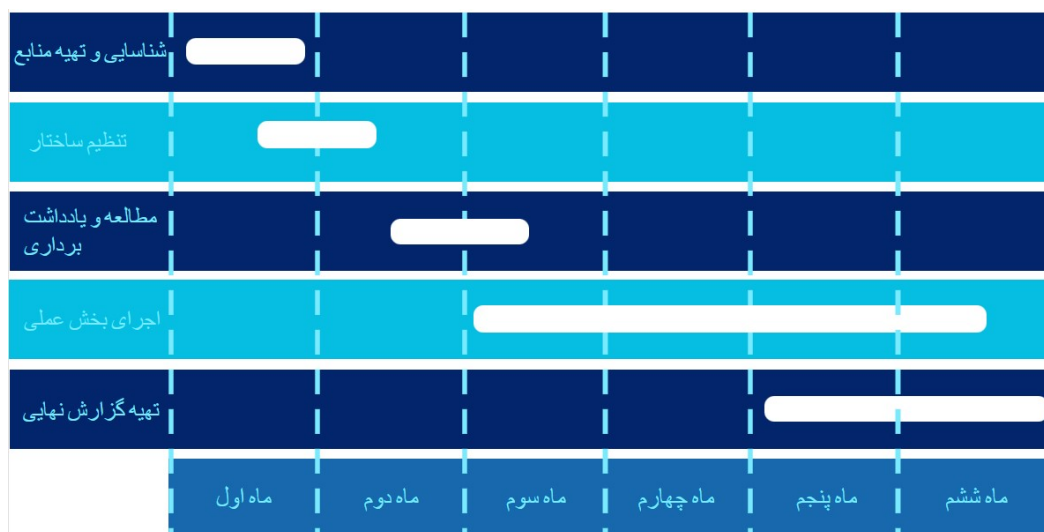 شناسایی و تهیه منابع
تنظیم ساختار
مطالعه و یادداشت
برداری
اجرای بخش عملی
تهیه گزارش نهایی
ماه اول
ماه دوم
ماه سوم
ماه چهارم
ماه پنجم
ماه ششم